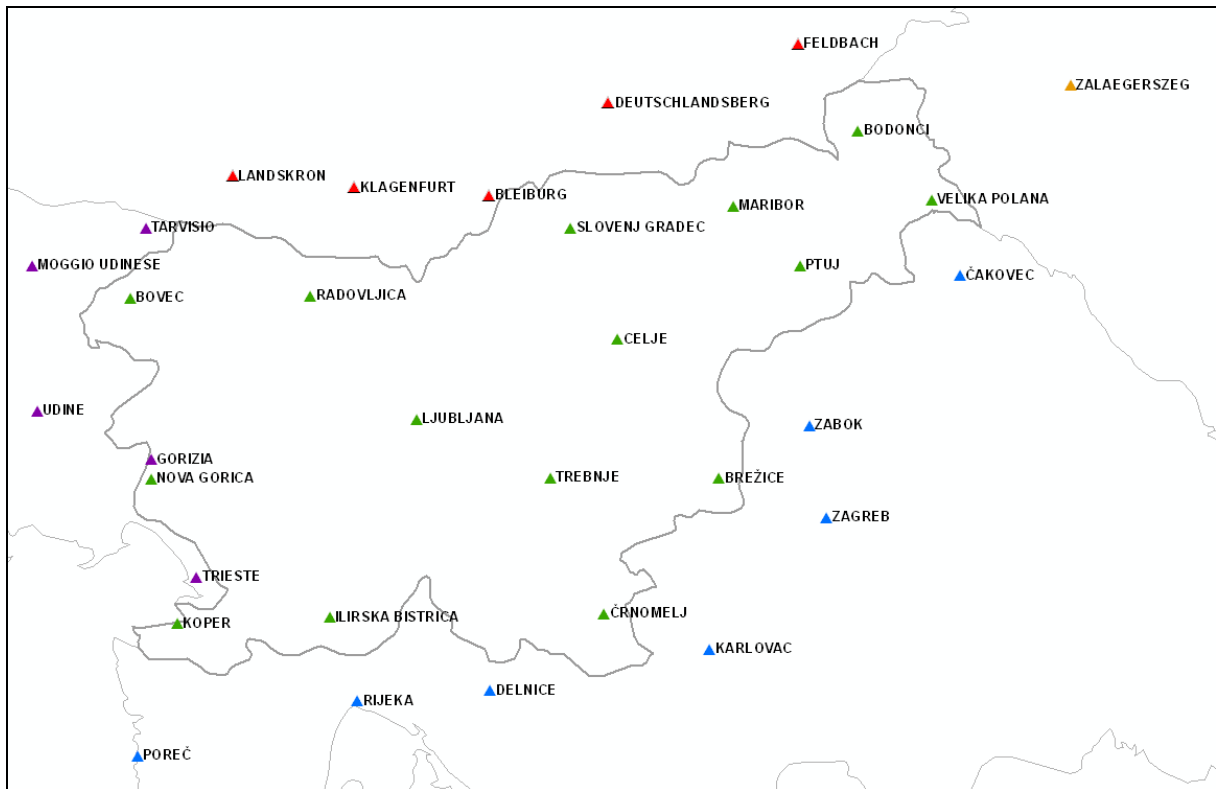 FELDBACH
ZALAEGERSZEG
DEUTSCHLANDSBERG
BODONCI
LANDSKRON
KLAGENFURT
BLEIBURG
VELIKA POLANA
MARIBOR
TARVISIO
SLOVENJ GRADEC
MOGGIO UDINESE
PTUJ
ČAKOVEC
BOVEC
RADOVLJICA
CELJE
UDINE
LJUBLJANA
ZABOK
GORIZIA
NOVA GORICA
TREBNJE
BREŽICE
ZAGREB
TRIESTE
KOPER
ILIRSKA BISTRICA
ČRNOMELJ
KARLOVAC
DELNICE
RIJEKA
POREČ